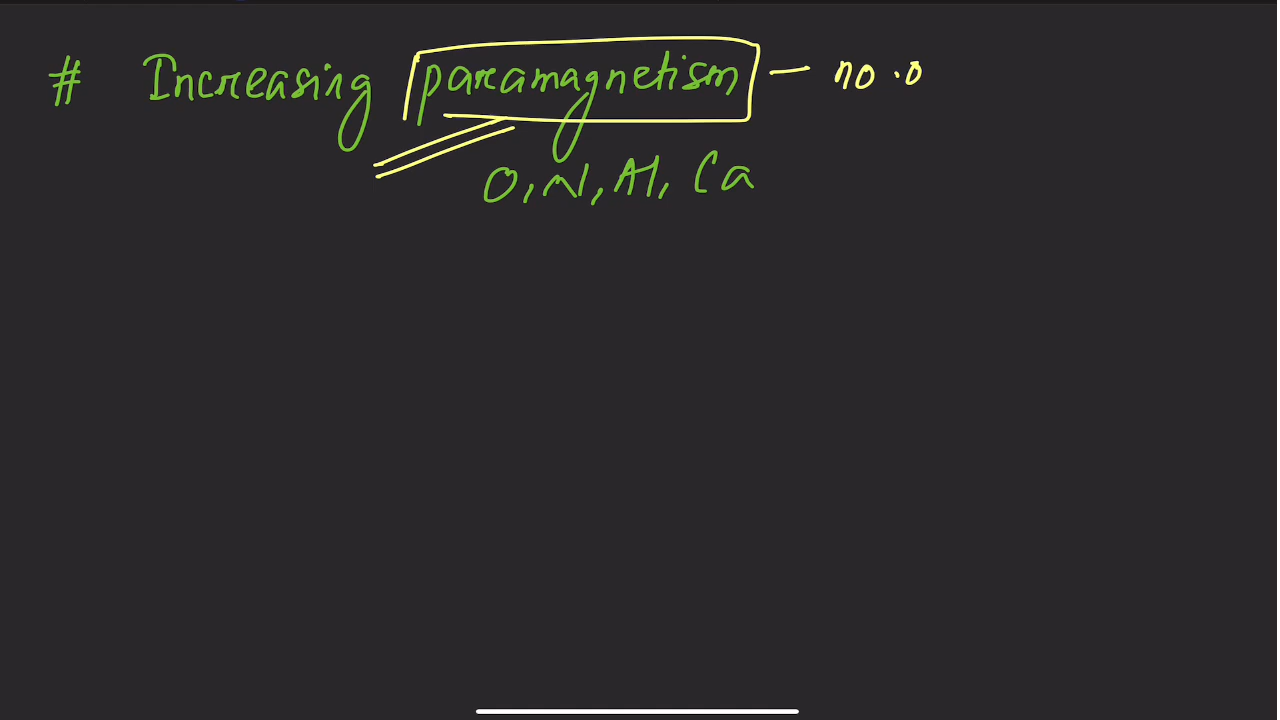 # Increasing paramagnetism — no. o
O, N, Al, Ca